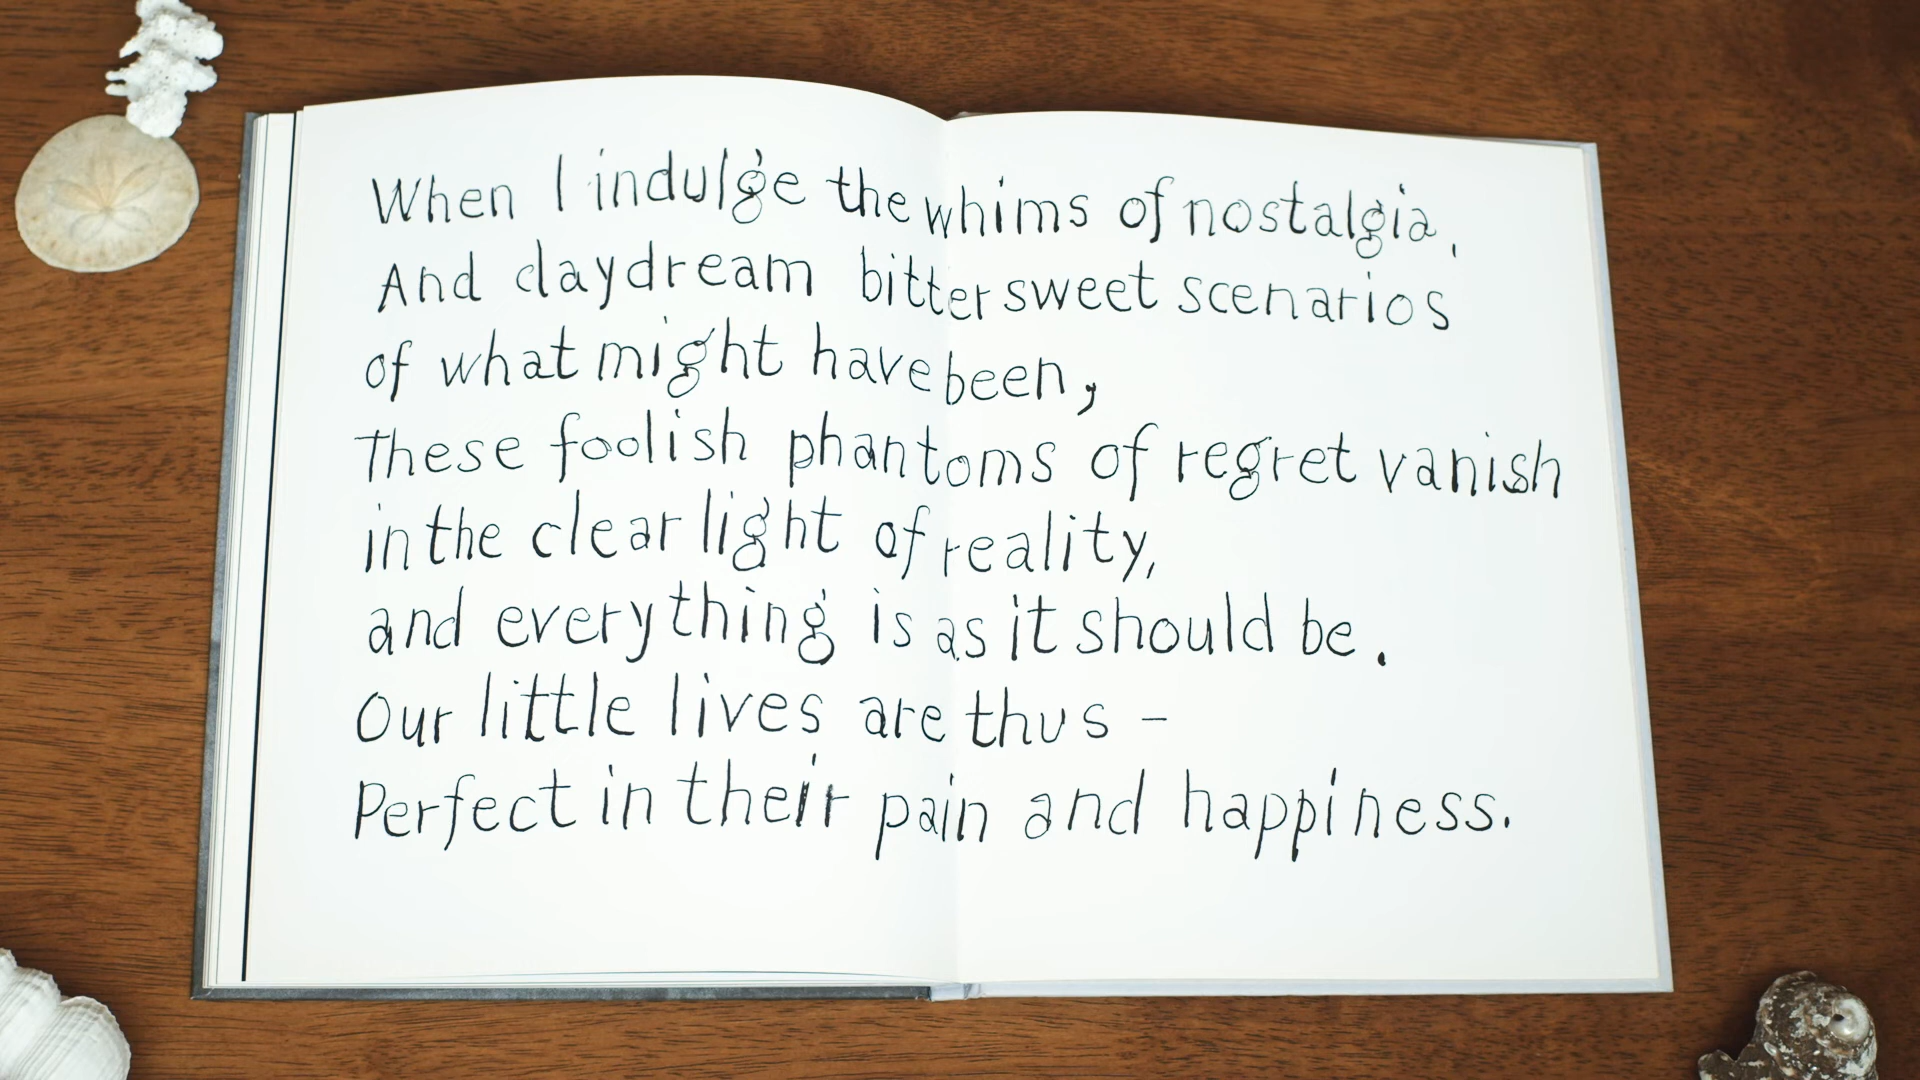 When I indulge the whims of nostalgia,
And daydream bittersweet scenarios
of what might have been,
These foolish phantoms of regret vanish
in the clear light of reality,
and everything is as it should be.
Our little lives are thus -
Perfect in their pain and happiness.